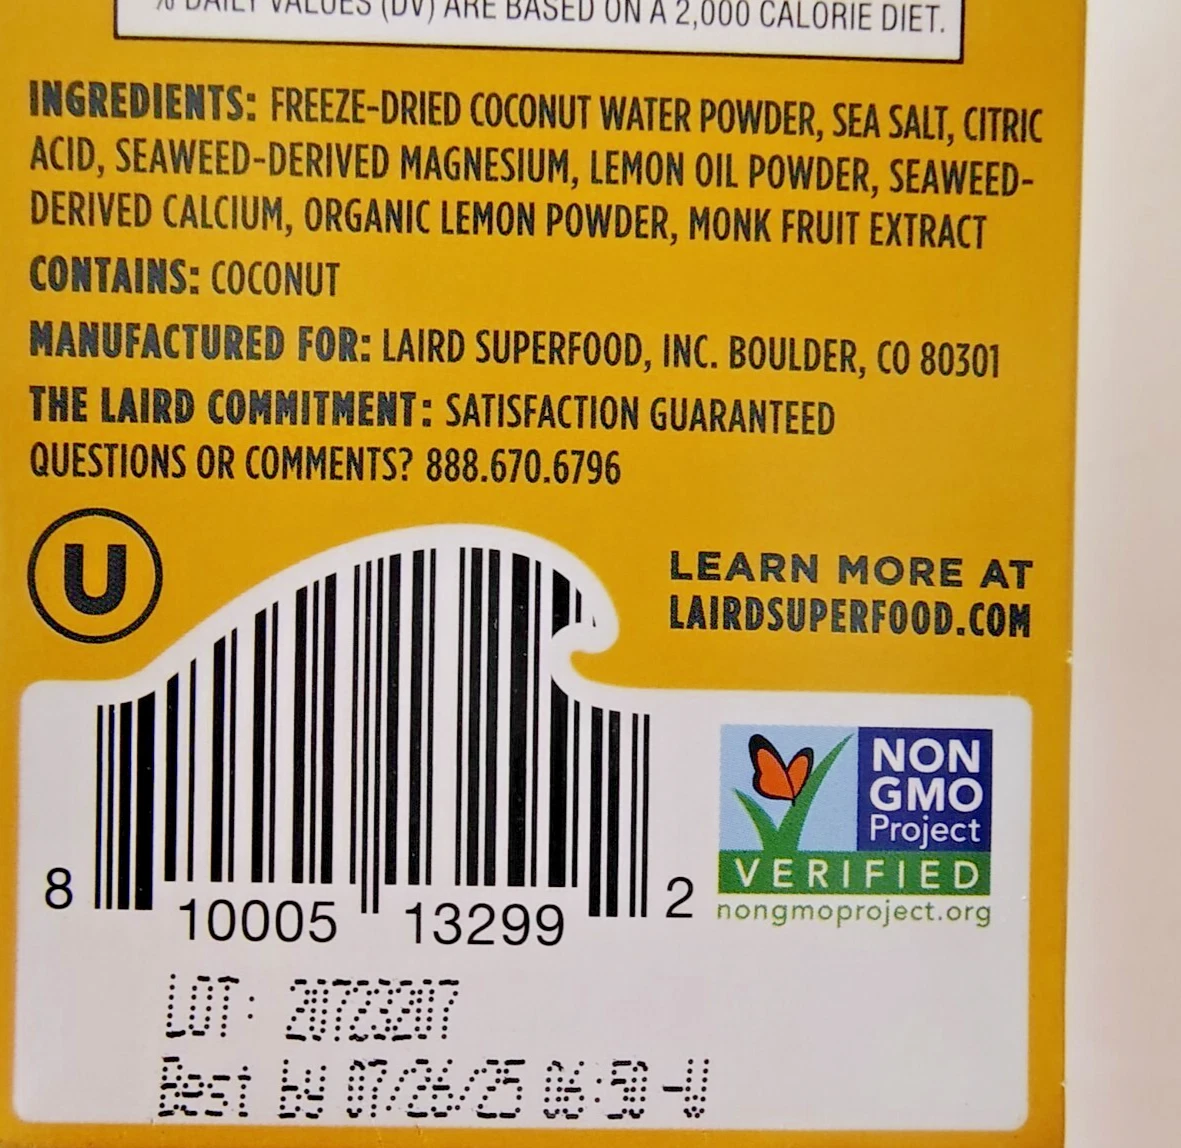 % DAILY VALUES (DV) ARE BASED ON A 2,000 CALORIE DIET.
INGREDIENTS: FREEZE-DRIED COCONUT WATER POWDER, SEA SALT, CITRIC
ACID, SEAWEED-DERIVED MAGNESIUM, LEMON OIL POWDER, SEAWEED-
DERIVED CALCIUM, ORGANIC LEMON POWDER, MONK FRUIT EXTRACT
CONTAINS: COCONUT
MANUFACTURED FOR: LAIRD SUPERFOOD, INC. BOULDER, CO 80301
THE LAIRD COMMITMENT: SATISFACTION GUARANTEED
QUESTIONS OR COMMENTS? 888.670.6796
U
LEARN MORE AT
LAIRDSUPERFOOD.COM
NON
GMO
Project
VERIFIED
nongmoproject.org
8 10005 13299 2
LOT: 20723207
Best by 07/26/25 06:50 -U